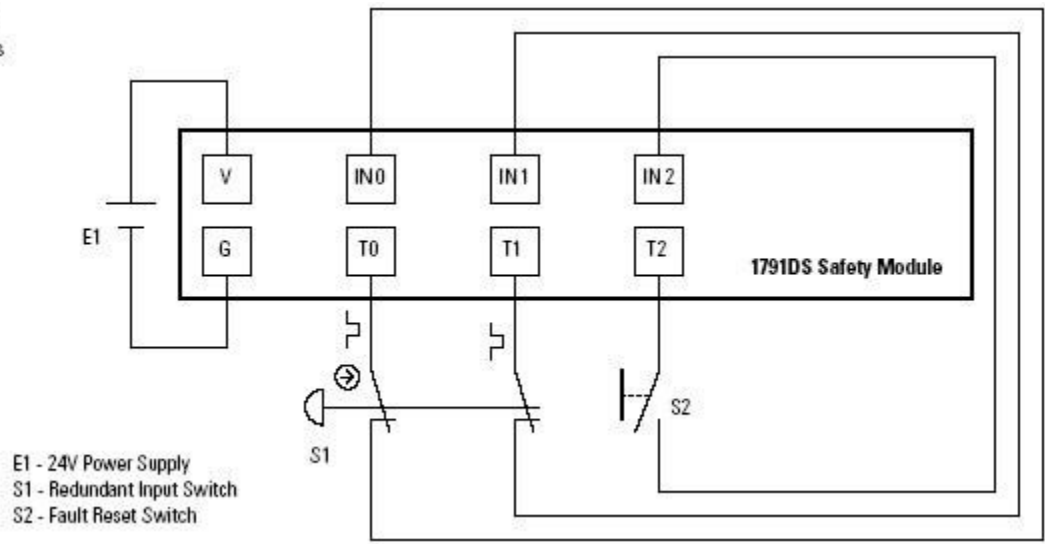 V
IN0
IN1
IN2
E1
G
T0
T1
T2
1791DS Safety Module
S2
S1
E1 - 24V Power Supply
S1 - Redundant Input Switch
S2 - Fault Reset Switch